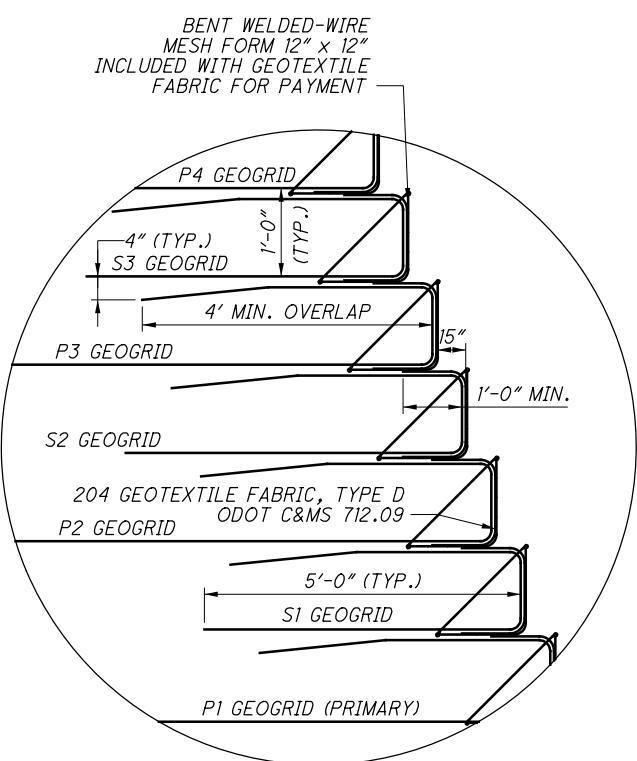 BENT WELDED-WIRE
MESH FORM 12" x 12"
INCLUDED WITH GEOTEXTILE
FABRIC FOR PAYMENT
P4 GEOGRID
1'-0"
(TYP.)
4" (TYP.)
S3 GEOGRID
4' MIN. OVERLAP
15"
P3 GEOGRID
1'-0" MIN.
S2 GEOGRID
204 GEOTEXTILE FABRIC, TYPE D
ODOT C&MS 712.09
P2 GEOGRID
5'-0" (TYP.)
S1 GEOGRID
P1 GEOGRID (PRIMARY)